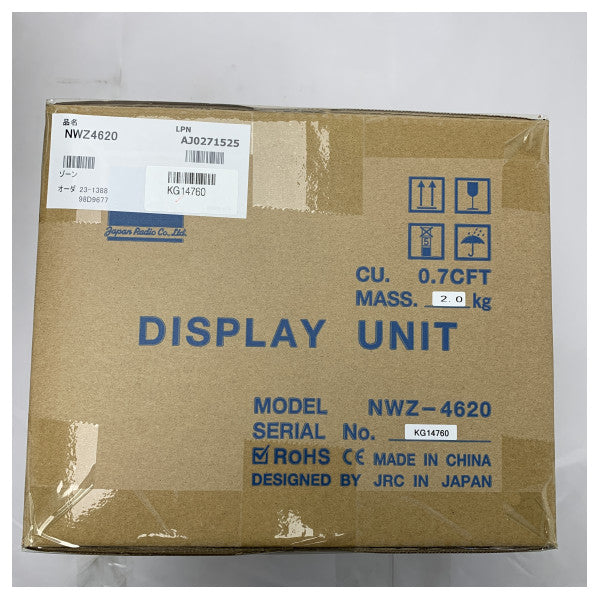 品名
NWZ4620
LPN
AJ0271525
ゾーン
オーダ 23-1388
98D9677
KG14760
Japan Radio Co., Ltd.
5
CU. 0.7CFT
MASS. 2.0 kg
DISPLAY UNIT
MODEL NWZ-4620
SERIAL No. KG14760
☑RoHS CE MADE IN CHINA
DESIGNED BY JRC IN JAPAN